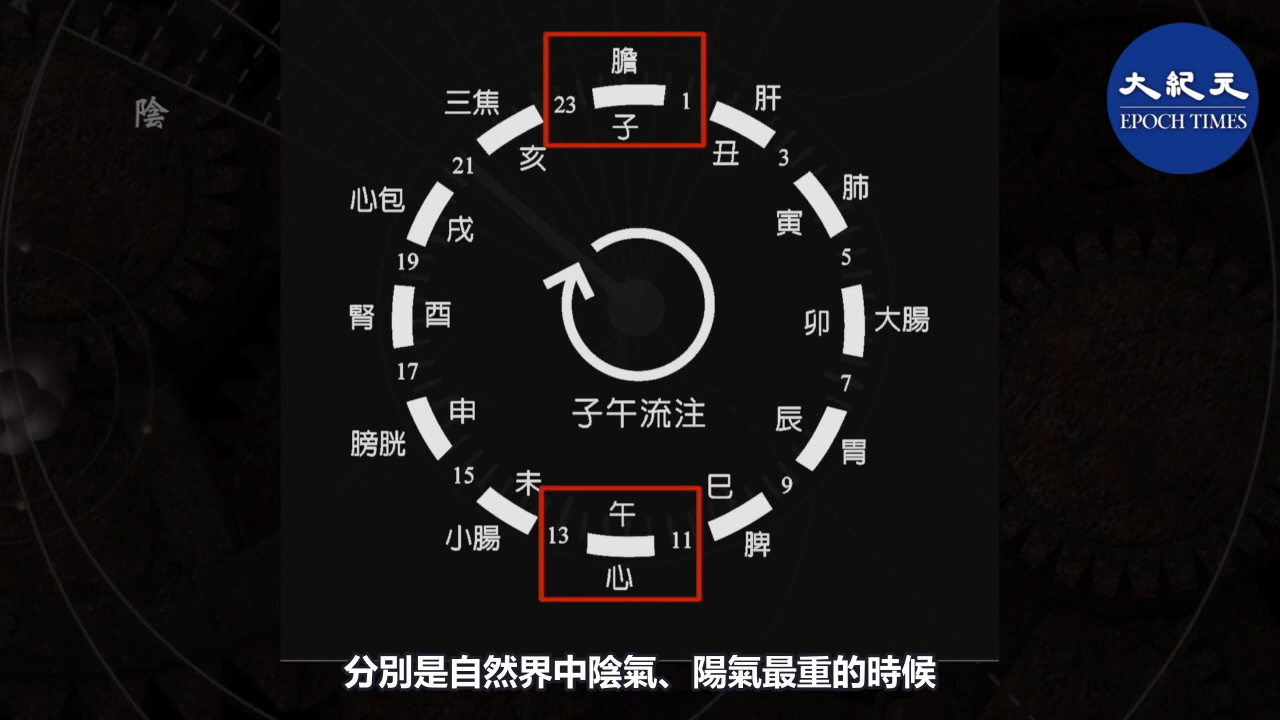 大紀元
EPOCH TIMES
陰
膽
23
1
子
肝
丑
3
肺
寅
5
大腸
卯
7
胃
辰
9
脾
巳
11
午
13
心
未
小腸
15
申
膀胱
17
腎
酉
19
心包
戌
21
三焦
亥
子午流注
分別是自然界中陰氣、陽氣最重的時候